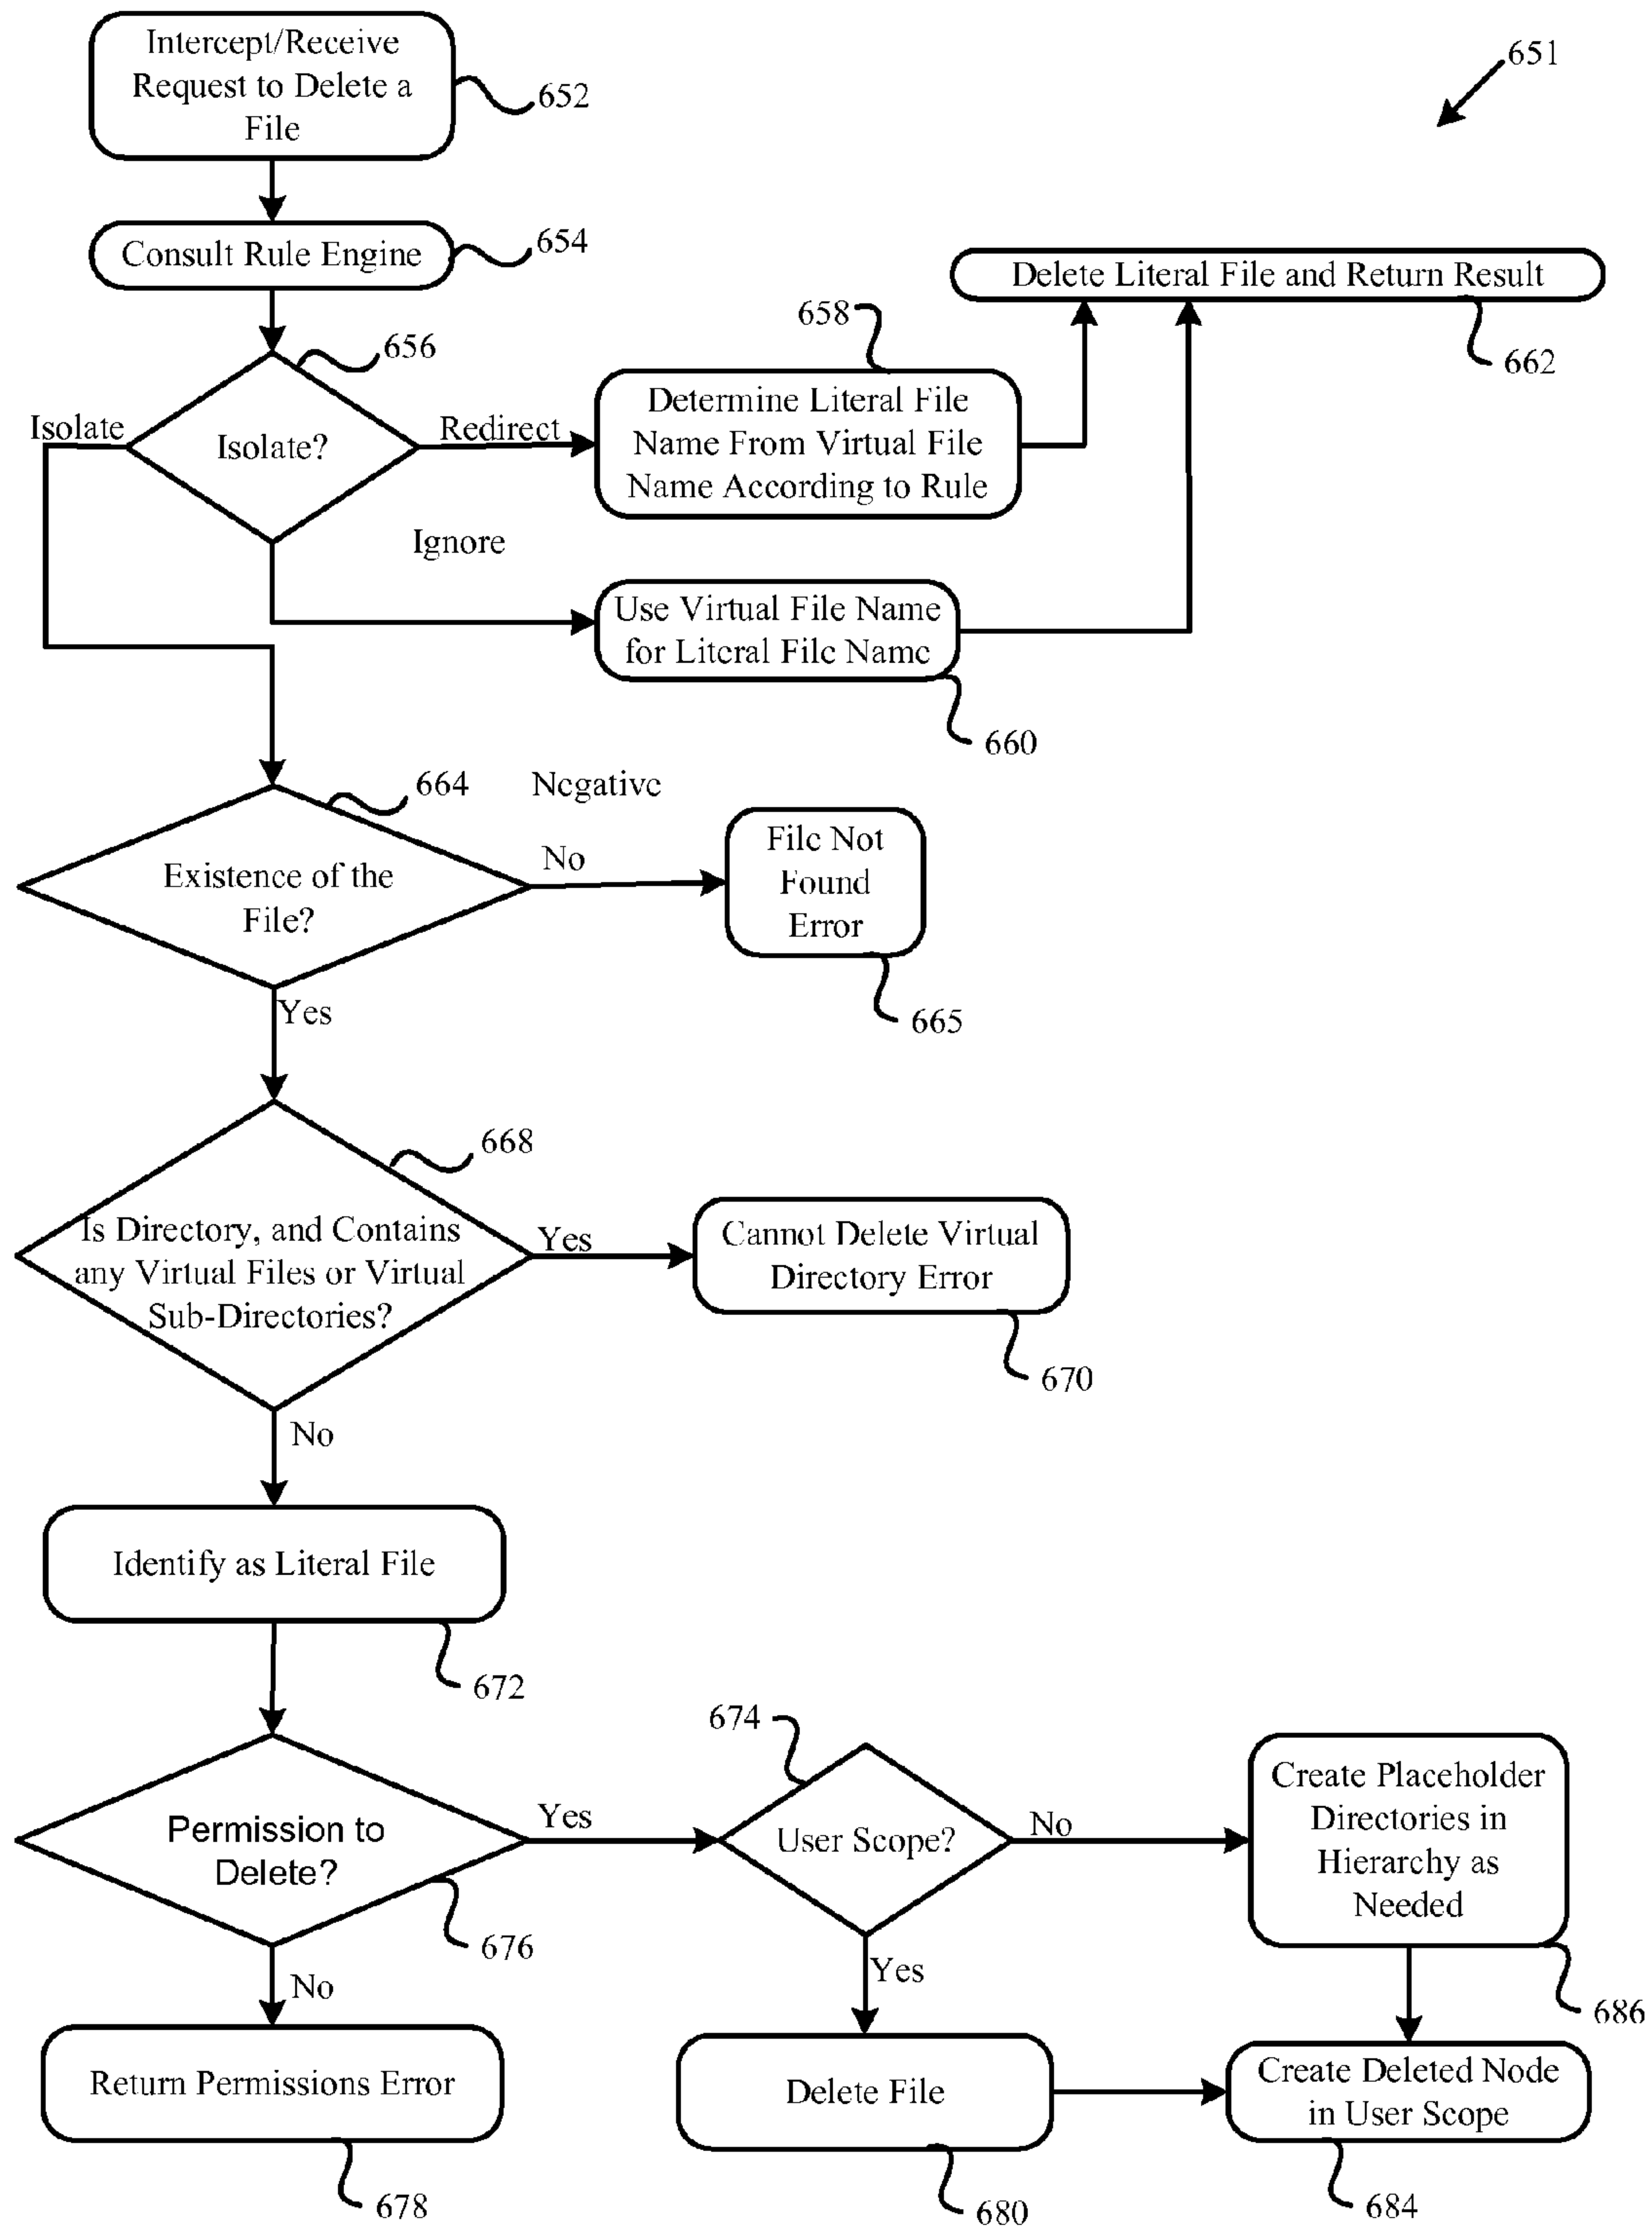 Intercept/Receive
Request to Delete a
File
652
651
Consult Rule Engine
654
Delete Literal File and Return Result
662
656
Isolate
Isolate?
Redirect
658
Determine Literal File
Name From Virtual File
Name According to Rule
Ignore
Use Virtual File Name
for Literal File Name
660
664
Negative
Existence of the
File?
No
File Not
Found
Error
665
Yes
668
Is Directory, and Contains
any Virtual Files or Virtual
Sub-Directories?
Yes
Cannot Delete Virtual
Directory Error
670
No
Identify as Literal File
672
674
Permission to
Delete?
Yes
676
User Scope?
No
Create Placeholder
Directories in
Hierarchy as
Needed
686
No
Yes
Return Permissions Error
678
Delete File
680
Create Deleted Node
in User Scope
684